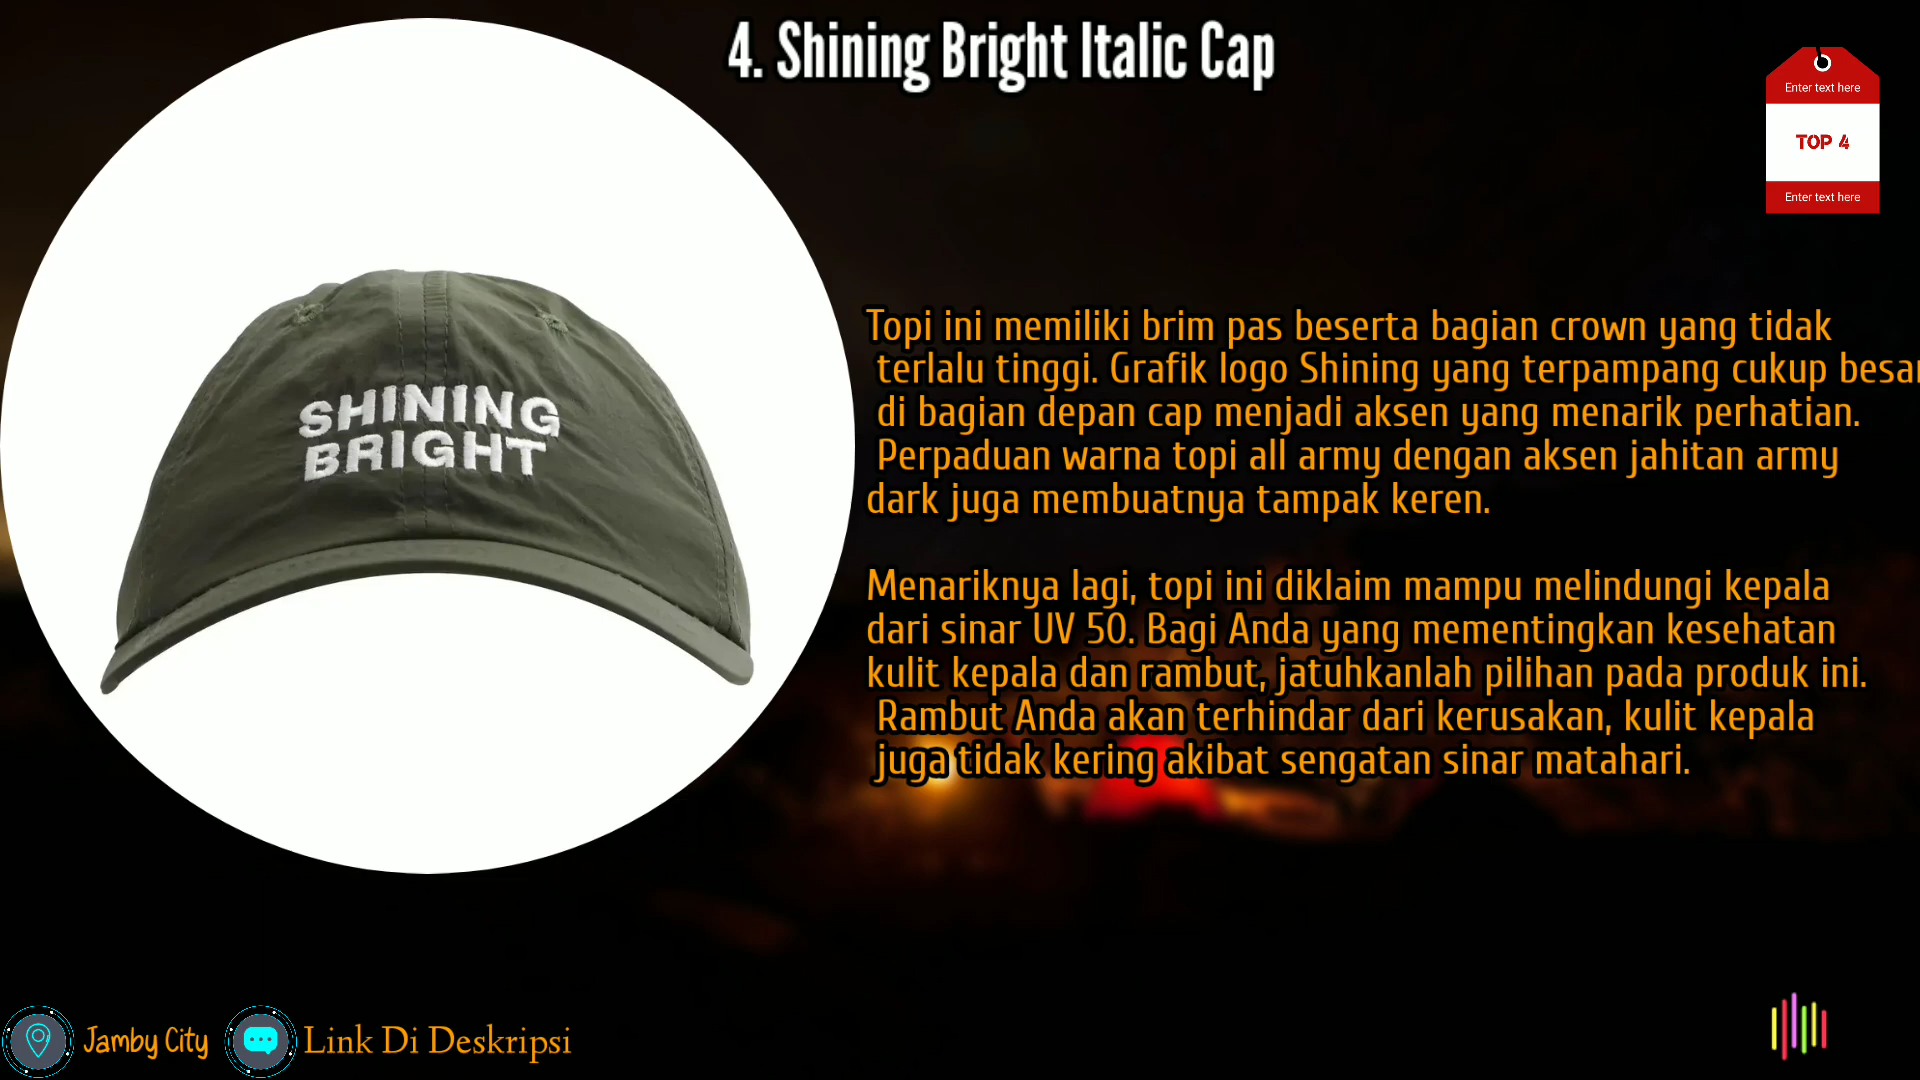 4. Shining Bright Italic Cap
Enter text here
TOP 4
Enter text here
SHINING
BRIGHT
Topi ini memiliki brim pas beserta bagian crown yang tidak
terlalu tinggi. Grafik logo Shining yang terpampang cukup besar
di bagian depan cap menjadi aksen yang menarik perhatian.
Perpaduan warna topi all army dengan aksen jahitan army
dark juga membuatnya tampak keren.
Menariknya lagi, topi ini diklaim mampu melindungi kepala
dari sinar UV 50. Bagi Anda yang mementingkan kesehatan
kulit kepala dan rambut, jatuhkanlah pilihan pada produk ini.
Rambut Anda akan terhindar dari kerusakan, kulit kepala
juga tidak kering akibat sengatan sinar matahari.
Jamby City
Link Di Deskripsi